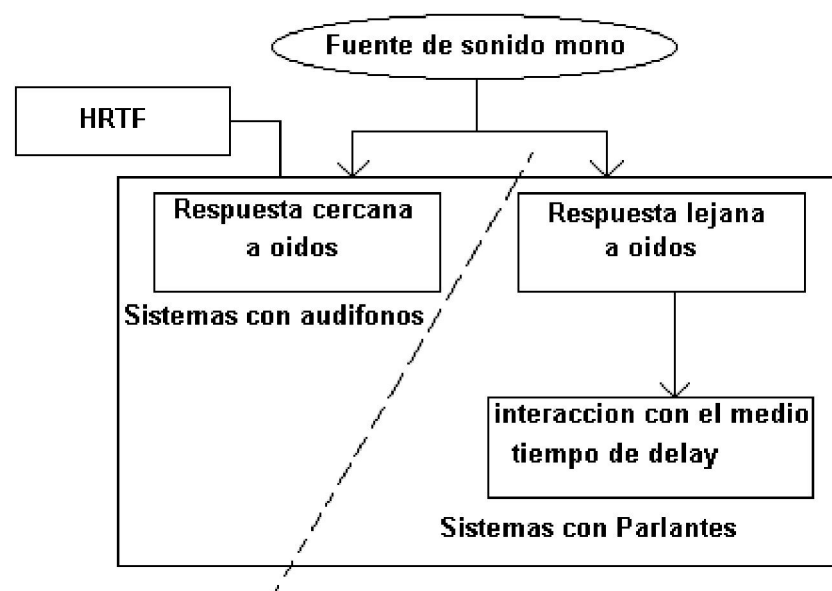 Fuente de sonido mono
HRTF
Respuesta cercana
a oidos
Sistemas con audifonos
Respuesta lejana
a oidos
interaccion con el medio
tiempo de delay
Sistemas con Parlantes